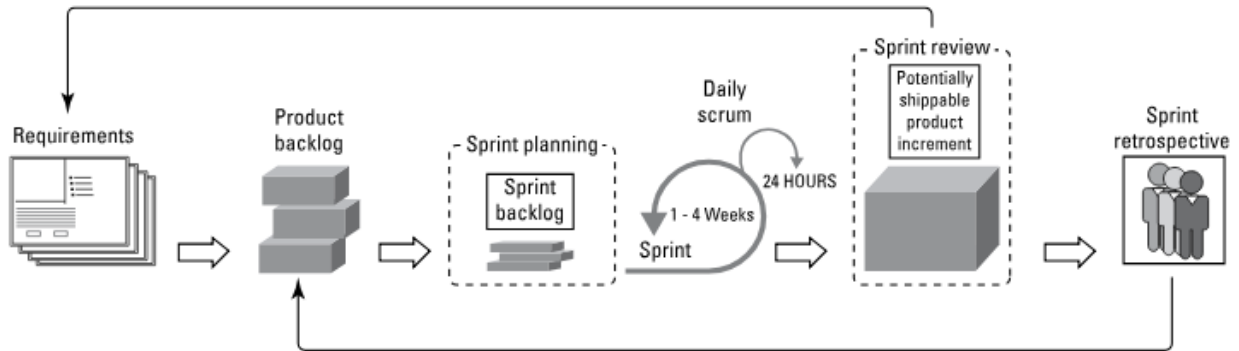 Requirements
Product
backlog
Sprint planning
Sprint
backlog
Daily
scrum
24 HOURS
1 - 4 Weeks
Sprint
Sprint review
Potentially
shippable
product
increment
Sprint
retrospective